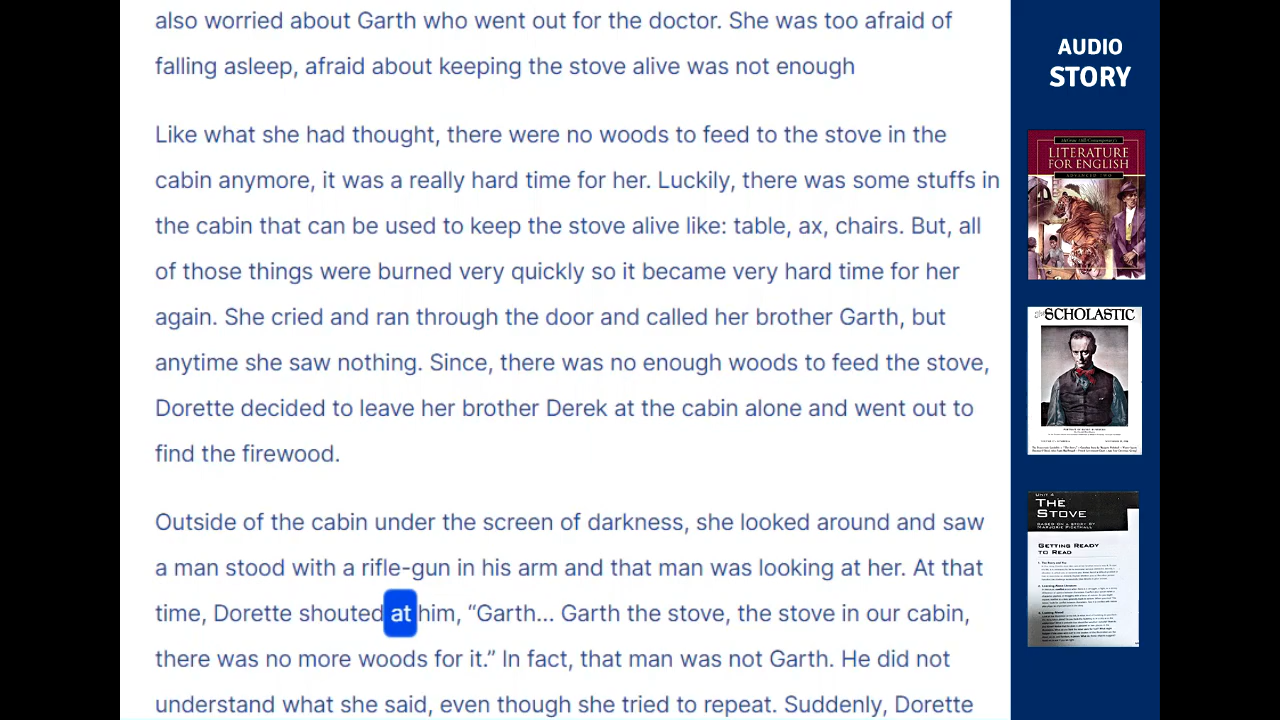 also worried about Garth who went out for the doctor. She was too afraid of
falling asleep, afraid about keeping the stove alive was not enough
Like what she had thought, there were no woods to feed to the stove in the
cabin anymore, it was a really hard time for her. Luckily, there was some stuffs in
the cabin that can be used to keep the stove alive like: table, ax, chairs. But, all
of those things were burned very quickly so it became very hard time for her
again. She cried and ran through the door and called her brother Garth, but
anytime she saw nothing. Since, there was no enough woods to feed the stove,
Dorette decided to leave her brother Derek at the cabin alone and went out to
find the firewood.
Outside of the cabin under the screen of darkness, she looked around and saw
a man stood with a rifle-gun in his arm and that man was looking at her. At that
time, Dorette shouted at him, “Garth... Garth the stove, the stove in our cabin,
there was no more woods for it.” In fact, that man was not Garth. He did not
understand what she said, even though she tried to repeat. Suddenly, Dorette
AUDIO
STORY
LITERATURE
FOR ENGLISH
ADVANCED TWO
SCHOLASTIC
UNIT 4
THE
STOVE
BASED ON A STORY BY
MARJORIE PICKTHALL
GETTING READY
TO READ